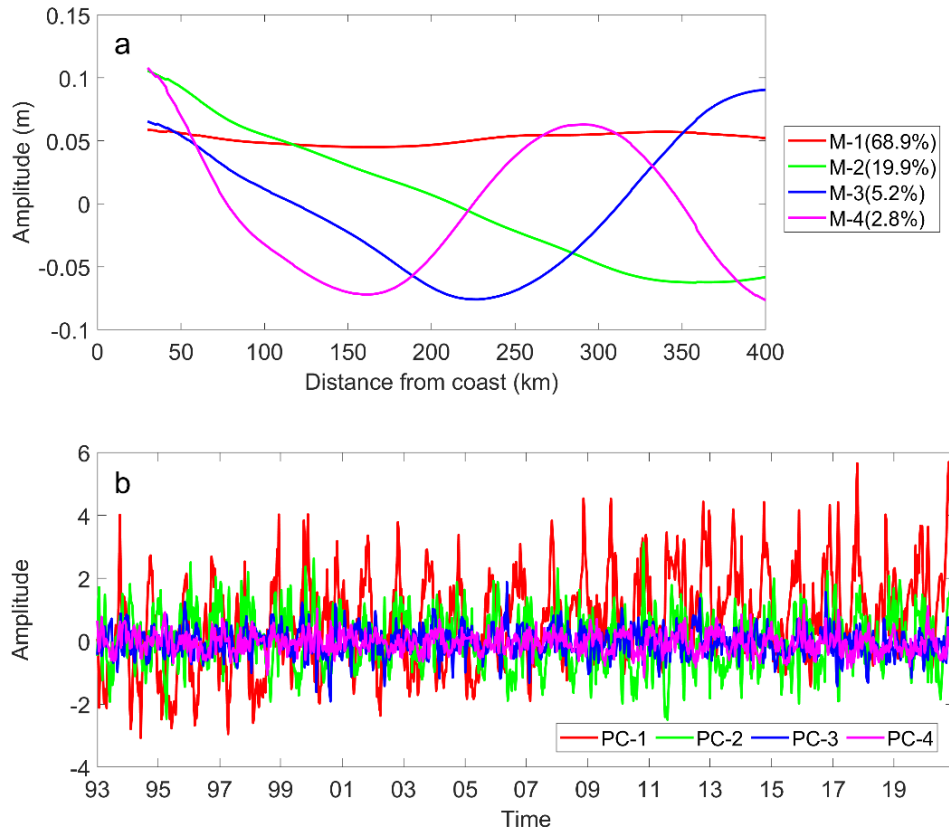 a
0.15
0.1
0.05
0
-0.05
-0.1
Amplitude (m)
0 50 100 150 200 250 300 350 400
Distance from coast (km)
M-1(68.9%)
M-2(19.9%)
M-3(5.2%)
M-4(2.8%)
b
6
4
2
0
-2
-4
Amplitude
PC-1 PC-2 PC-3 PC-4
93 95 97 99 01 03 05 07 09 11 13 15 17 19
Time